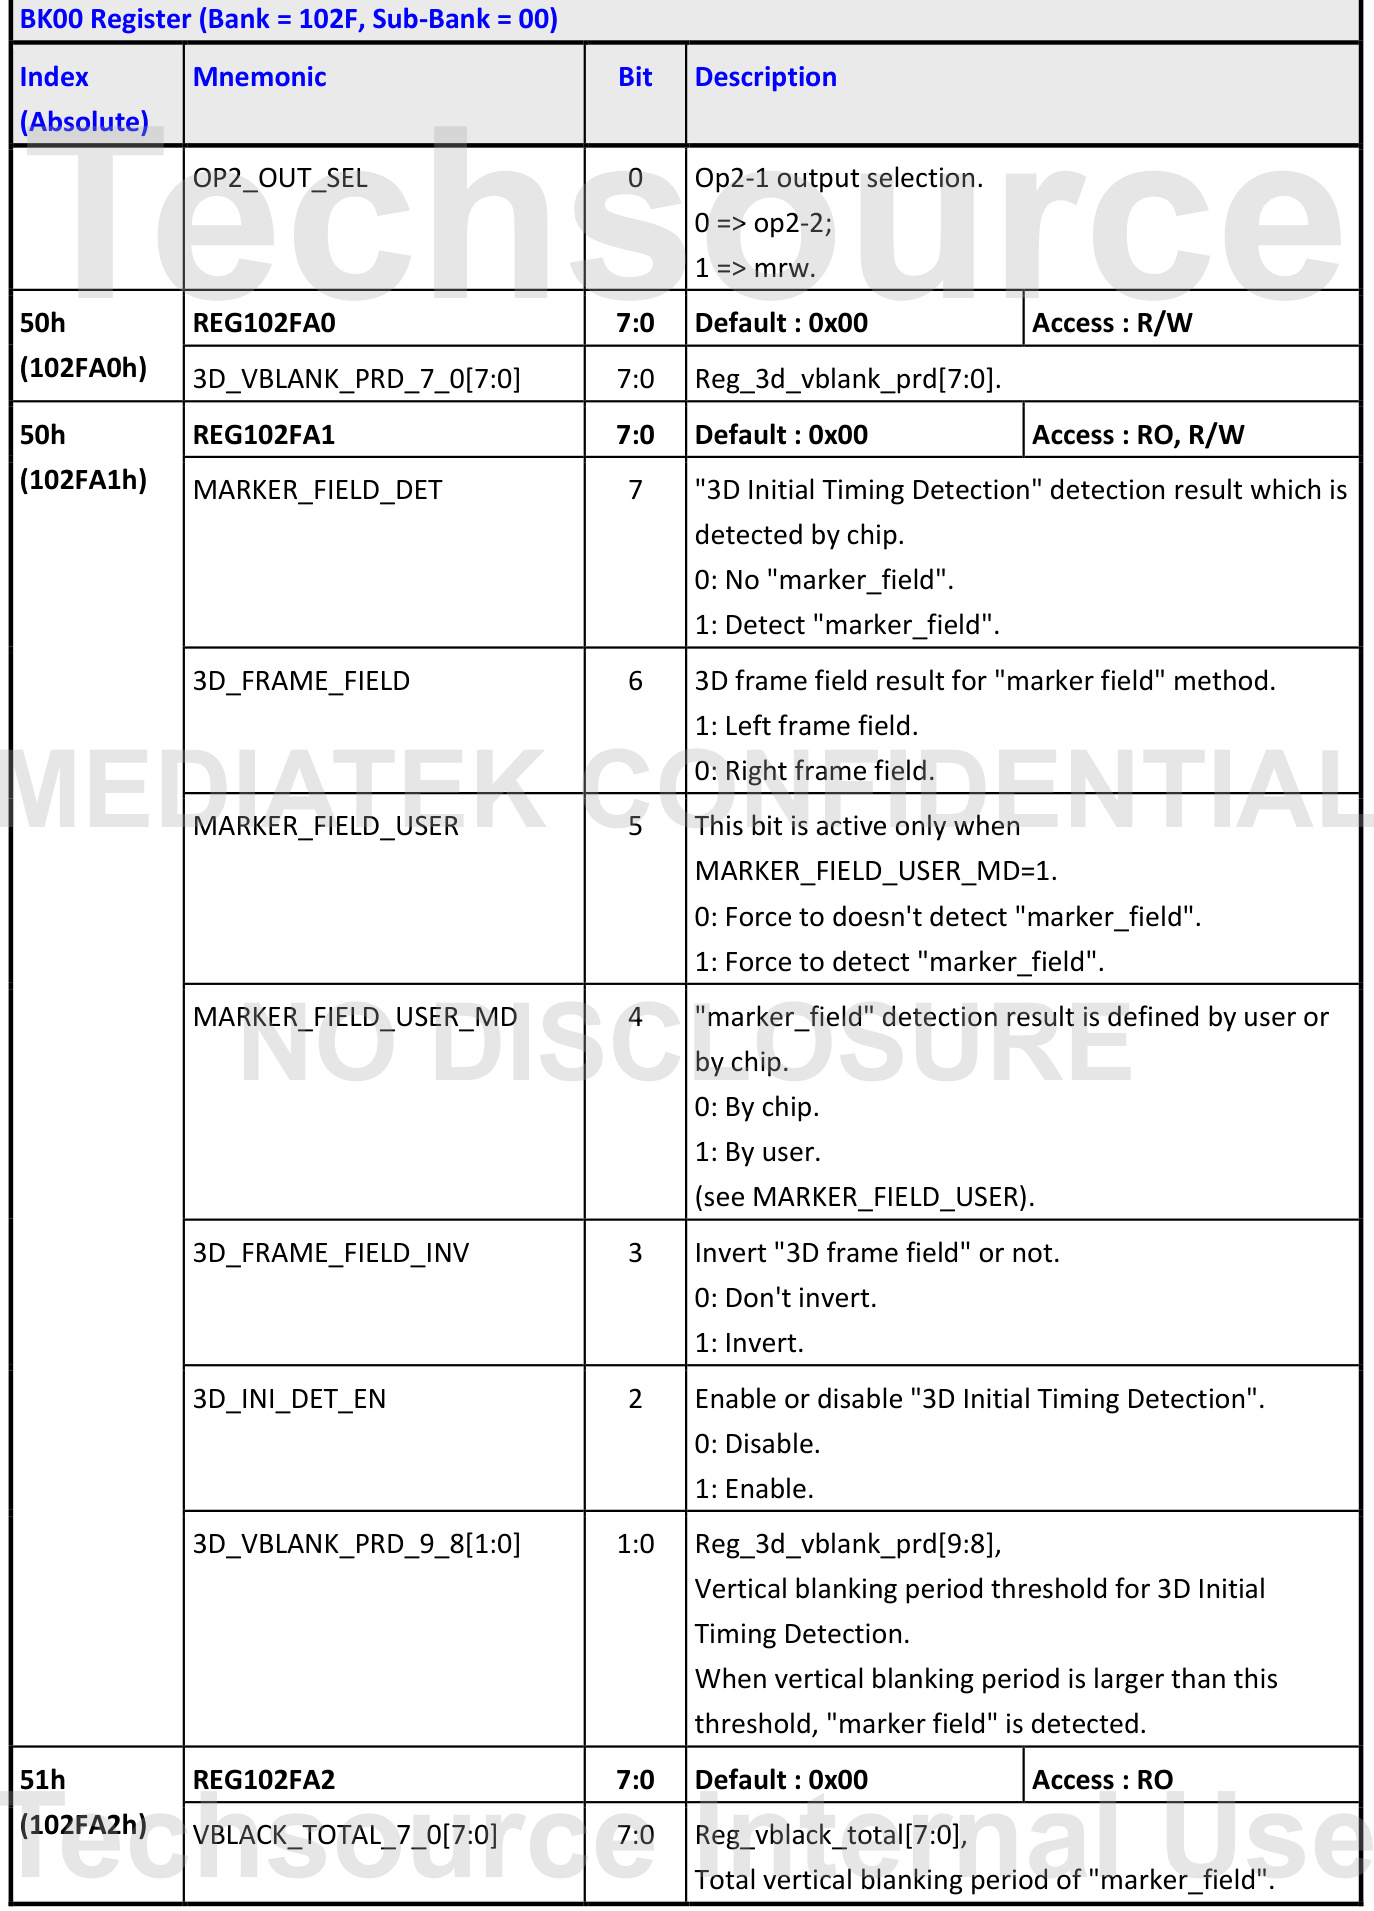 BK00 Register (Bank = 102F, Sub-Bank = 00)
Index Mnemonic Bit Description
(Absolute)
Techsource
OP2_OUT_SEL 0 Op2-1 output selection.
0 => op2-2;
1 => mrw.
50h REG102FA0 7:0 Default : 0x00 Access : R/W
(102FA0h)
3D_VBLANK_PRD_7_0[7:0] 7:0 Reg_3d_vblank_prd[7:0].
50h REG102FA1 7:0 Default : 0x00 Access : RO, R/W
(102FA1h)
MARKER_FIELD_DET 7 "3D Initial Timing Detection" detection result which is
detected by chip.
0: No "marker_field".
1: Detect "marker_field".
3D_FRAME_FIELD 6 3D frame field result for "marker field" method.
1: Left frame field.
0: Right frame field.
MEDIATEK CONFIDENTIAL
MARKER_FIELD_USER 5 This bit is active only when
MARKER_FIELD_USER_MD=1.
0: Force to doesn't detect "marker_field".
1: Force to detect "marker_field".
MARKER_FIELD_USER_MD 4 "marker_field" detection result is defined by user or
by chip.
NO DISCLOSURE
0: By chip.
1: By user.
(see MARKER_FIELD_USER).
3D_FRAME_FIELD_INV 3 Invert "3D frame field" or not.
0: Don't invert.
1: Invert.
3D_INI_DET_EN 2 Enable or disable "3D Initial Timing Detection".
0: Disable.
1: Enable.
3D_VBLANK_PRD_9_8[1:0] 1:0 Reg_3d_vblank_prd[9:8],
Vertical blanking period threshold for 3D Initial
Timing Detection.
When vertical blanking period is larger than this
threshold, "marker field" is detected.
51h REG102FA2 7:0 Default : 0x00 Access : RO
(102FA2h)
VBLACK_TOTAL_7_0[7:0] 7:0 Reg_vblack_total[7:0],
Total vertical blanking period of "marker_field".
Techsource Internal Use